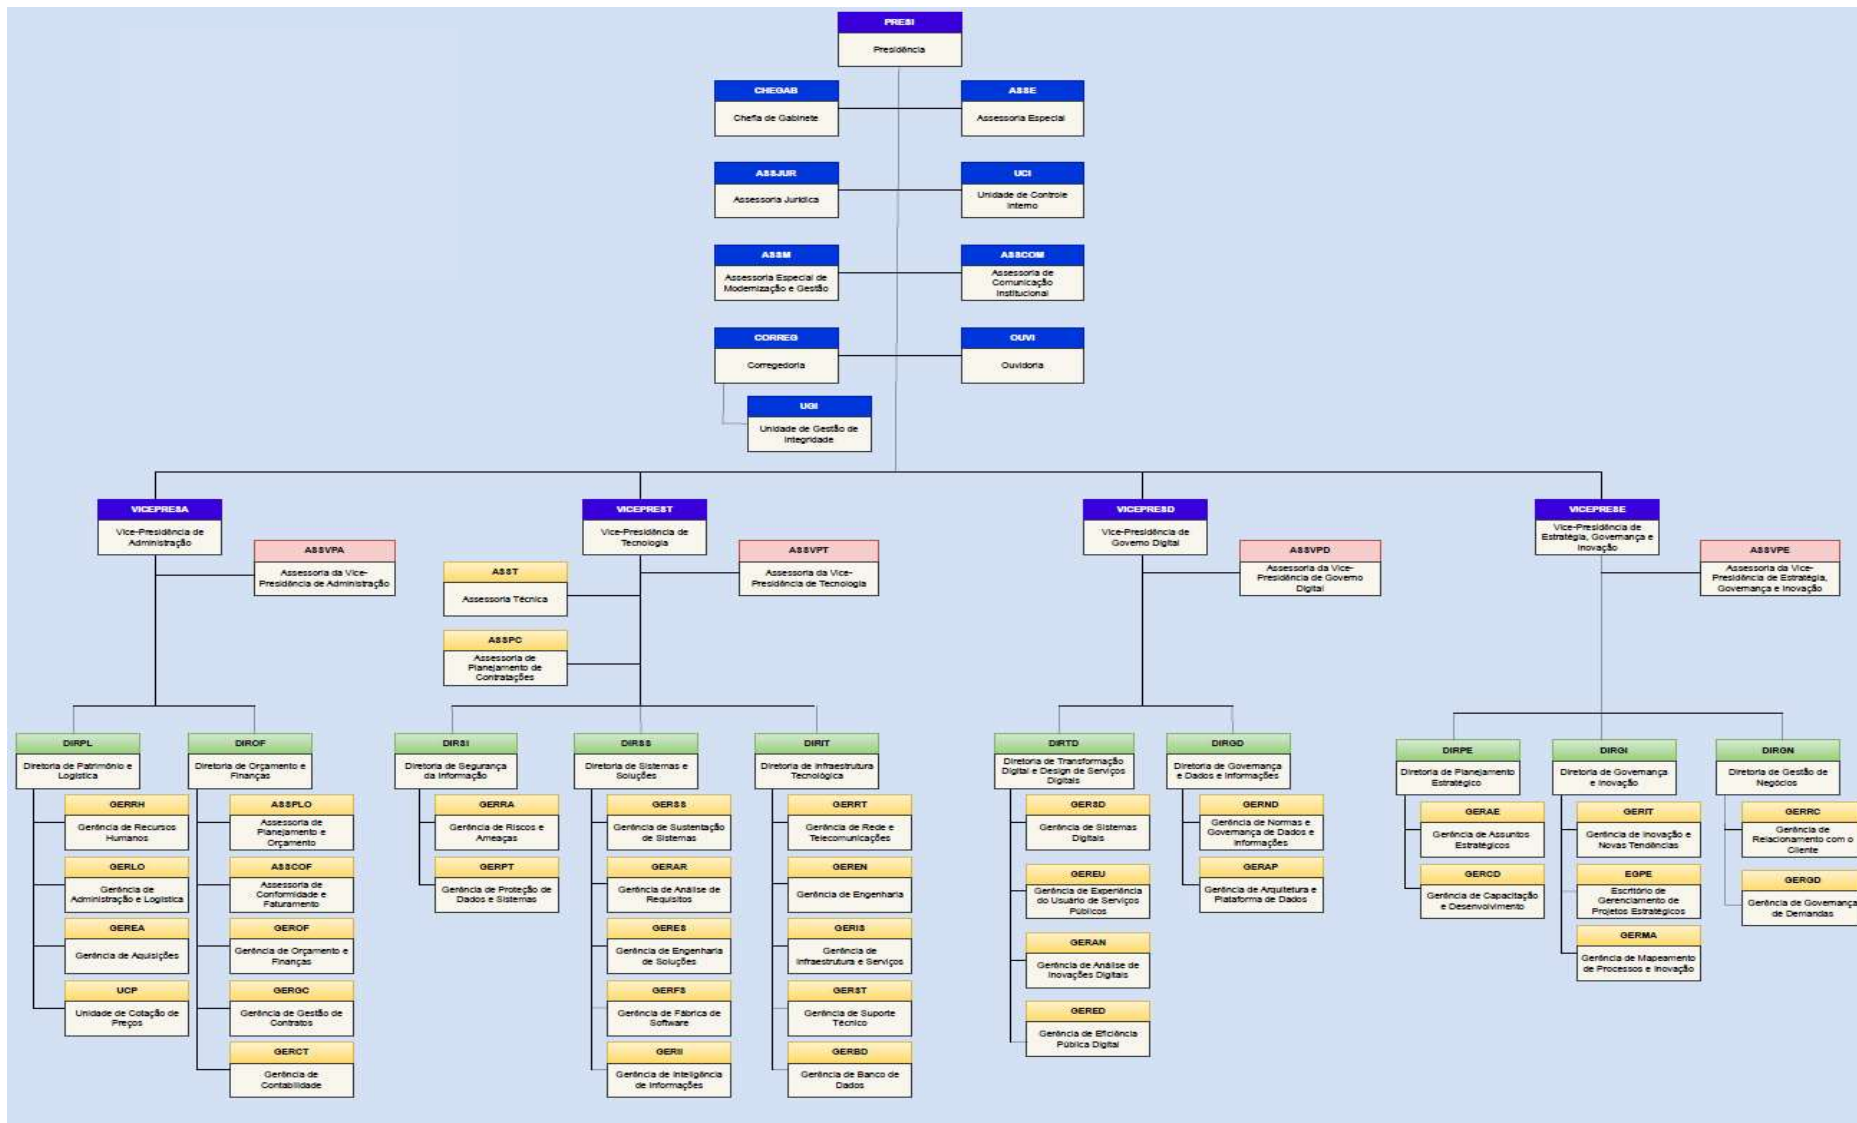 PRESI
Presidência
CHEGAB
Chefia de Gabinete
ASSE
Assessoria Especial
ASSJUR
Assessoria Jurídica
UCI
Unidade de Controle
Interno
ASSM
Assessoria Especial de
Modernização e Gestão
ASSCOM
Assessoria de
Comunicação
Institucional
CORREG
Corregedoria
OUVI
Ouvidoria
UGI
Unidade de Gestão de
Integridade
VICEPRESA
Vice-Presidência de
Administração
ASSVPA
Assessoria da Vice-
Presidência de Administração
VICEPREST
Vice-Presidência de
Tecnologia
ASSVPT
Assessoria da Vice-
Presidência de Tecnologia
ASST
Assessoria Técnica
ASSPC
Assessoria de
Planejamento de
Contratações
VICEPRESD
Vice-Presidência de
Governo Digital
ASSVPD
Assessoria da Vice-
Presidência de Governo
Digital
VICEPRESE
Vice-Presidência de
Estratégia, Governança e
Inovação
ASSVPE
Assessoria da Vice-
Presidência de Estratégia,
Governança e Inovação
DIRPL
Diretoria de Patrimônio e
Logística
GERRH
Gerência de Recursos
Humanos
GERLO
Gerência de
Administração e Logística
GEREA
Gerência de Aquisições
UCP
Unidade de Cotação de
Preços
DIROF
Diretoria de Orçamento e
Finanças
ASSPLO
Assessoria de
Planejamento e
Orçamento
ASSCOF
Assessoria de
Conformidade e
Faturamento
GEROF
Gerência de Orçamento e
Finanças
GERGC
Gerência de Gestão de
Contratos
GERCT
Gerência de
Contabilidade
DIRSI
Diretoria de Segurança
da Informação
GERRA
Gerência de Riscos e
Ameaças
GERPT
Gerência de Proteção de
Dados e Sistemas
DIRSS
Diretoria de Sistemas e
Soluções
GERSS
Gerência de Sustentação
de Sistemas
GERAR
Gerência de Análise de
Requisitos
GERES
Gerência de Engenharia
de Soluções
GERFS
Gerência de Fábrica de
Software
GERII
Gerência de Inteligência
de Informações
DIRIT
Diretoria de Infraestrutura
Tecnológica
GERRT
Gerência de Rede e
Telecomunicações
GEREN
Gerência de Engenharia
GERIS
Gerência de
Infraestrutura e Serviços
GERST
Gerência de Suporte
Técnico
GERBD
Gerência de Banco de
Dados
DIRTD
Diretoria de Transformação
Digital e Design de Serviços
Digitais
GERSD
Gerência de Sistemas
Digitais
GEREU
Gerência de Experiência
do Usuário de Serviços
Públicos
GERAN
Gerência de Análise de
Inovações Digitais
GERED
Gerência de Eficiência
Pública Digital
DIRGD
Diretoria de Governança
e Dados e Informações
GERND
Gerência de Normas e
Governança de Dados e
Informações
GERAP
Gerência de Arquitetura e
Plataforma de Dados
DIRPE
Diretoria de Planejamento
Estratégico
GERAE
Gerência de Assuntos
Estratégicos
GERCD
Gerência de Capacitação
e Desenvolvimento
DIRGI
Diretoria de Governança
e Inovação
GERIT
Gerência de Inovação e
Novas Tendências
EGPE
Escritório de
Gerenciamento de
Projetos Estratégicos
GERMA
Gerência de Mapeamento
de Processos e Inovação
DIRGN
Diretoria de Gestão de
Negócios
GERRC
Gerência de
Relacionamento com o
Cliente
GERGD
Gerência de Governança
de Demandas